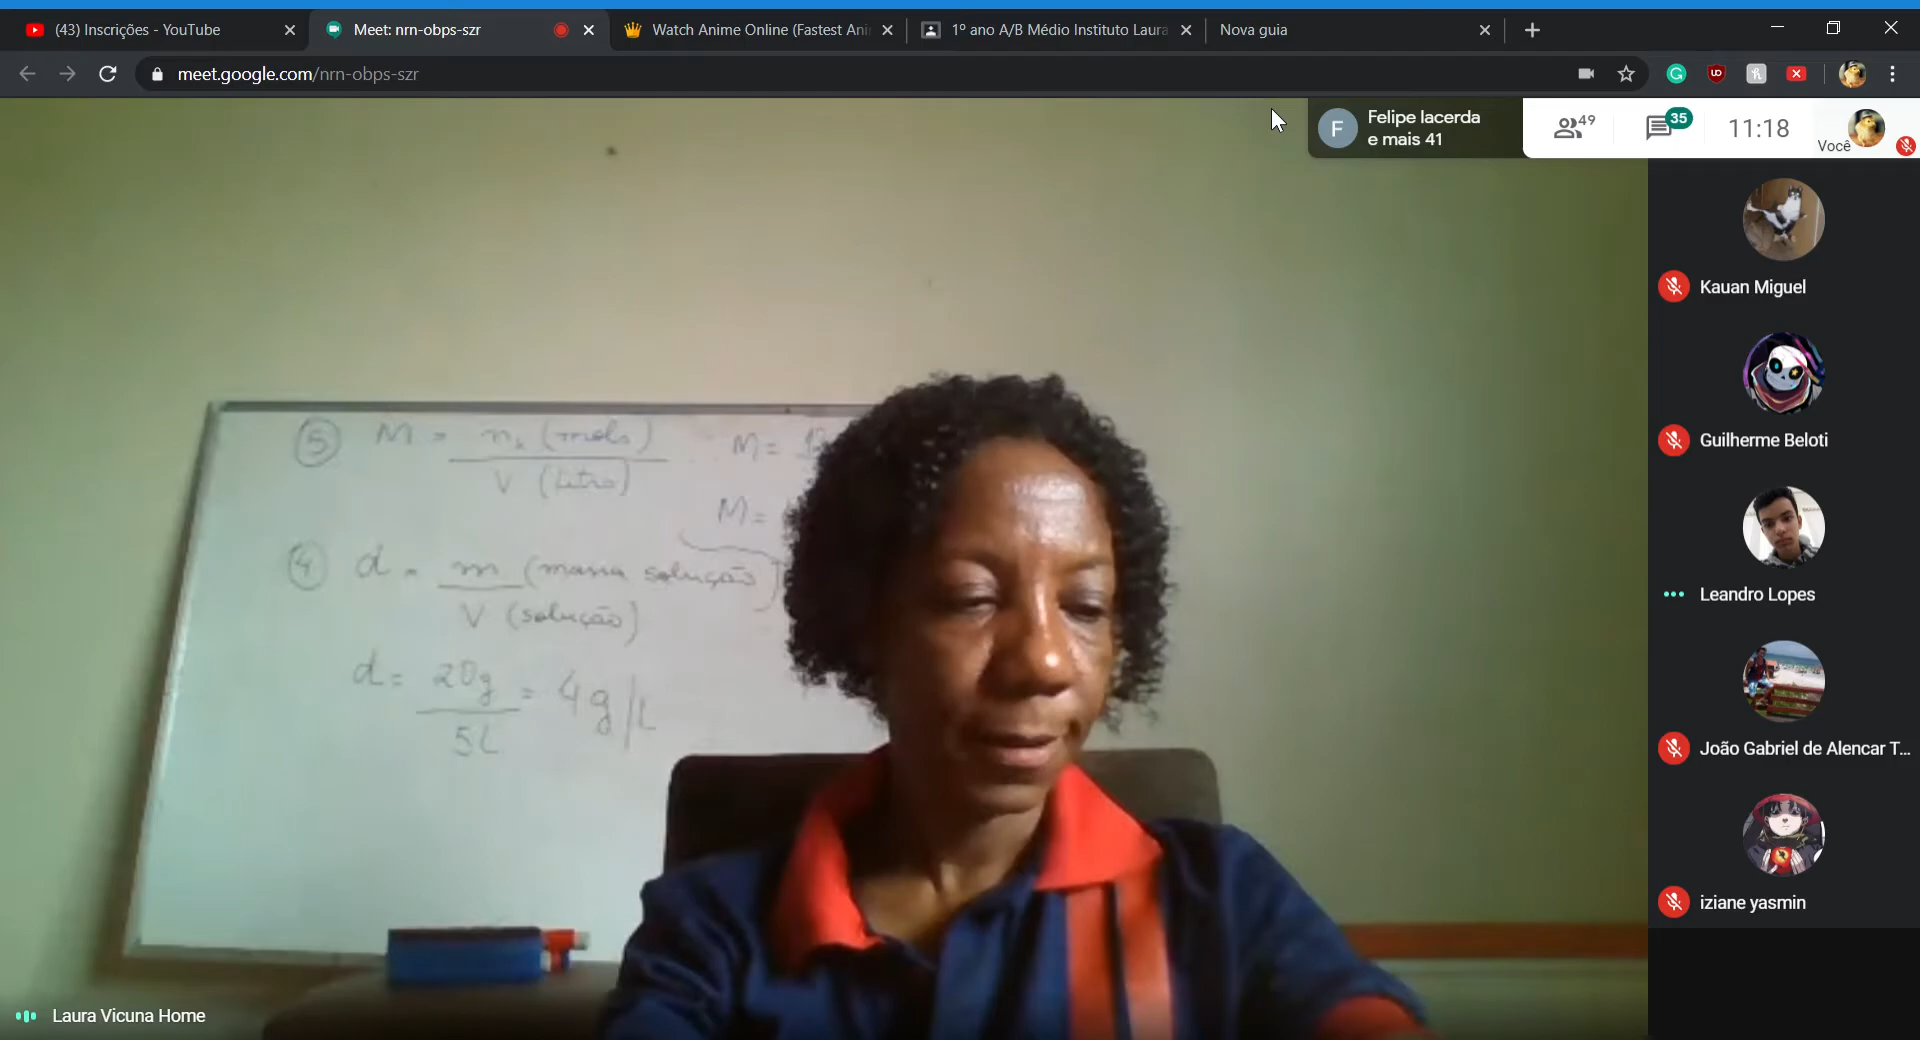 (43) Inscrições - YouTube
Meet: nrn-obps-szr
Watch Anime Online (Fastest Ani
1º ano A/B Médio Instituto Laura
Nova guia
meet.google.com/nrn-obps-szr
Felipe lacerda
e mais 41
F
49
35
11:18
Você
Kauan Miguel
Guilherme Beloti
Leandro Lopes
João Gabriel de Alencar T...
iziane yasmin
5 M = (mols)
V (litro)
M =
M =
4 d = m (massa solução)
V (solução)
d = 20g = 4g/L
5L
Laura Vicuna Home